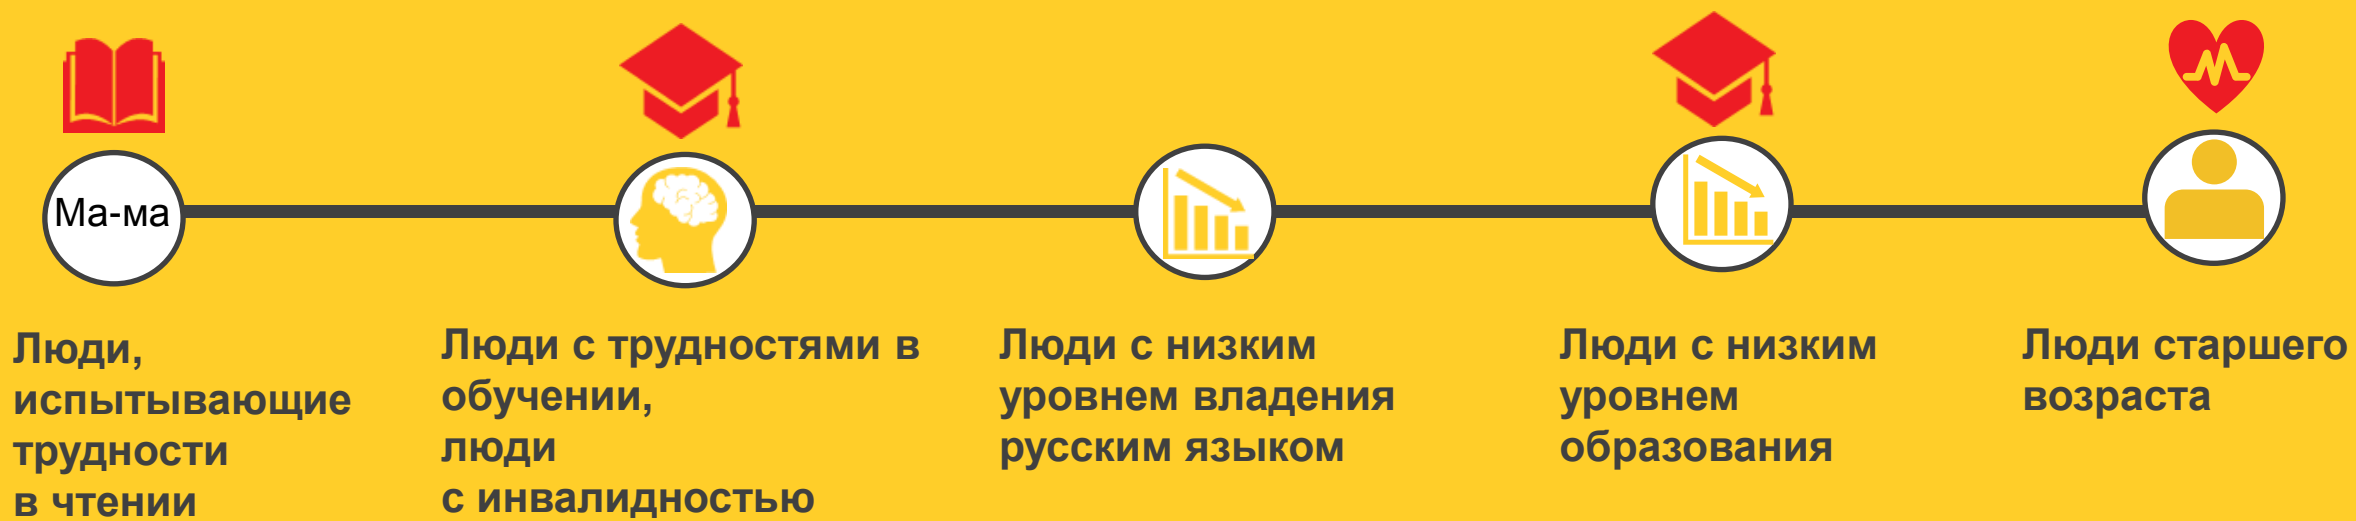 Ма-ма
Люди,
испытывающие
трудности
в чтении
Люди с трудностями в
обучении,
люди
с инвалидностью
Люди с низким
уровнем владения
русским языком
Люди с низким
уровнем
образования
Люди старшего
возраста